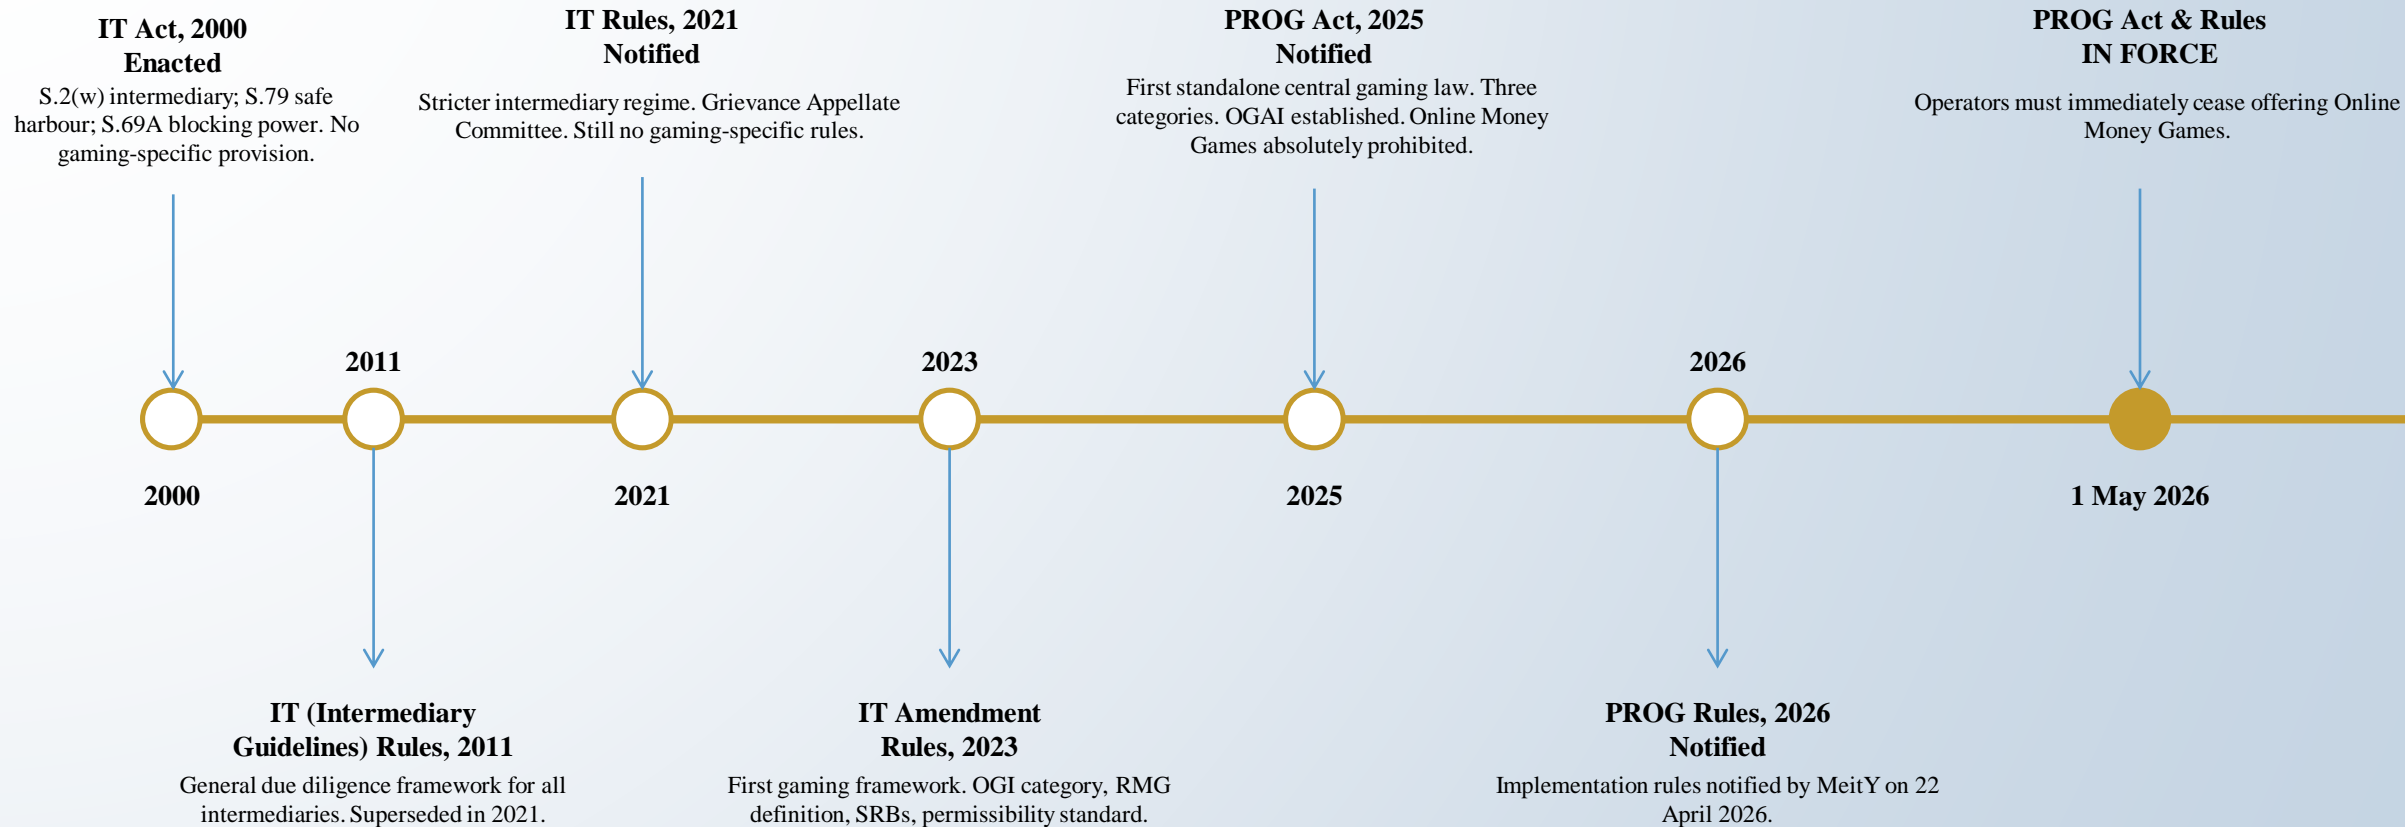 IT Act, 2000
Enacted
S.2(w) intermediary; S.79 safe
harbour; S.69A blocking power. No
gaming-specific provision.
IT Rules, 2021
Notified
Stricter intermediary regime. Grievance Appellate
Committee. Still no gaming-specific rules.
PROG Act, 2025
Notified
First standalone central gaming law. Three
categories. OGAI established. Online Money
Games absolutely prohibited.
PROG Act & Rules
IN FORCE
Operators must immediately cease offering Online
Money Games.
2011
2023
2026
2000
2021
2025
1 May 2026
IT (Intermediary
Guidelines) Rules, 2011
General due diligence framework for all
intermediaries. Superseded in 2021.
IT Amendment
Rules, 2023
First gaming framework. OGI category, RMG
definition, SRBs, permissibility standard.
PROG Rules, 2026
Notified
Implementation rules notified by MeitY on 22
April 2026.